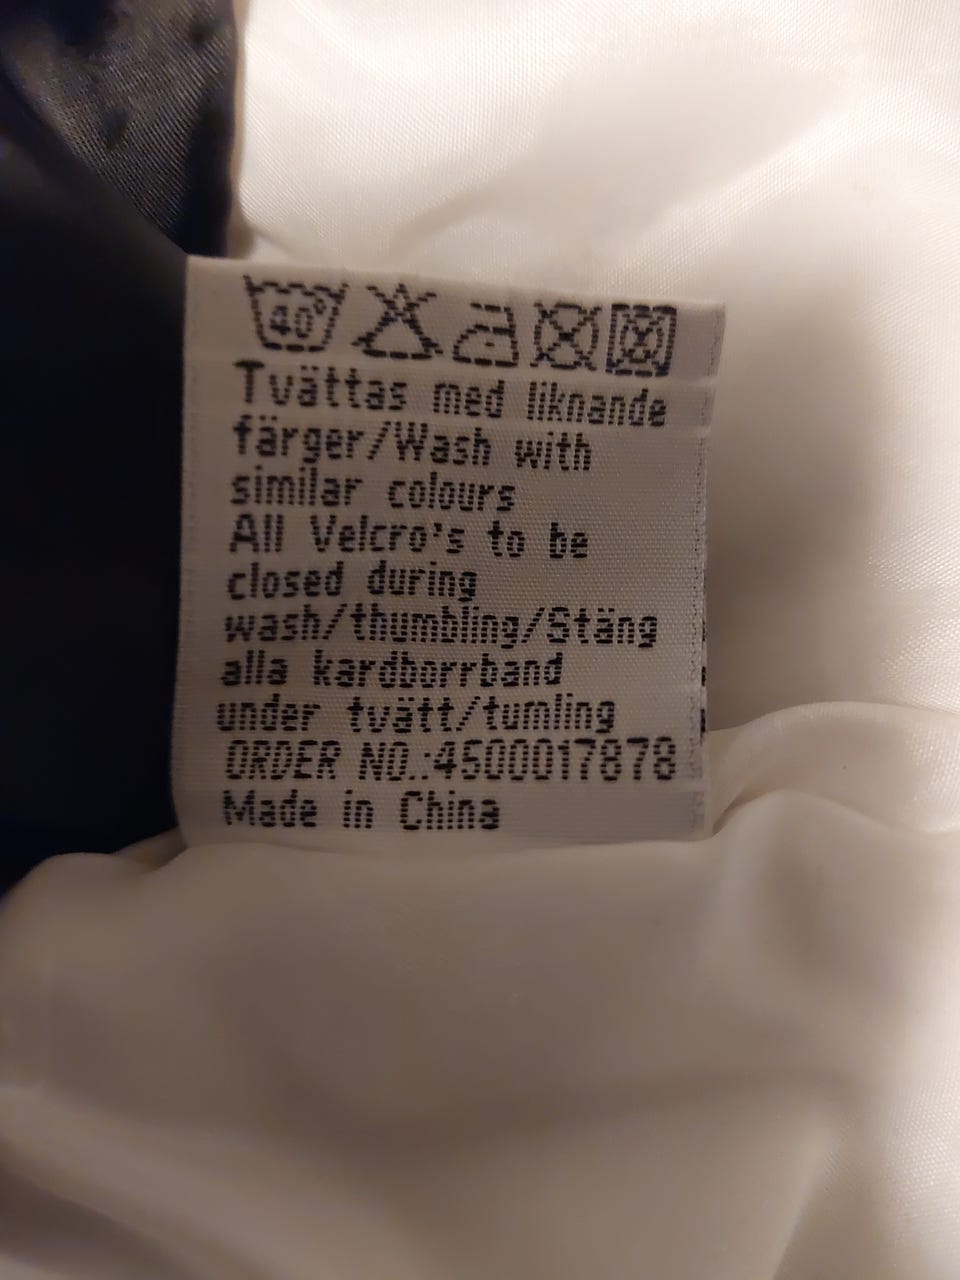 40°
Tvättas med liknande
färger/Wash with
similar colours
All Velcro's to be
closed during
wash/thumbling/Stäng
alla kardborrband
under tvätt/tumling
ORDER NO.:4500017878
Made in China